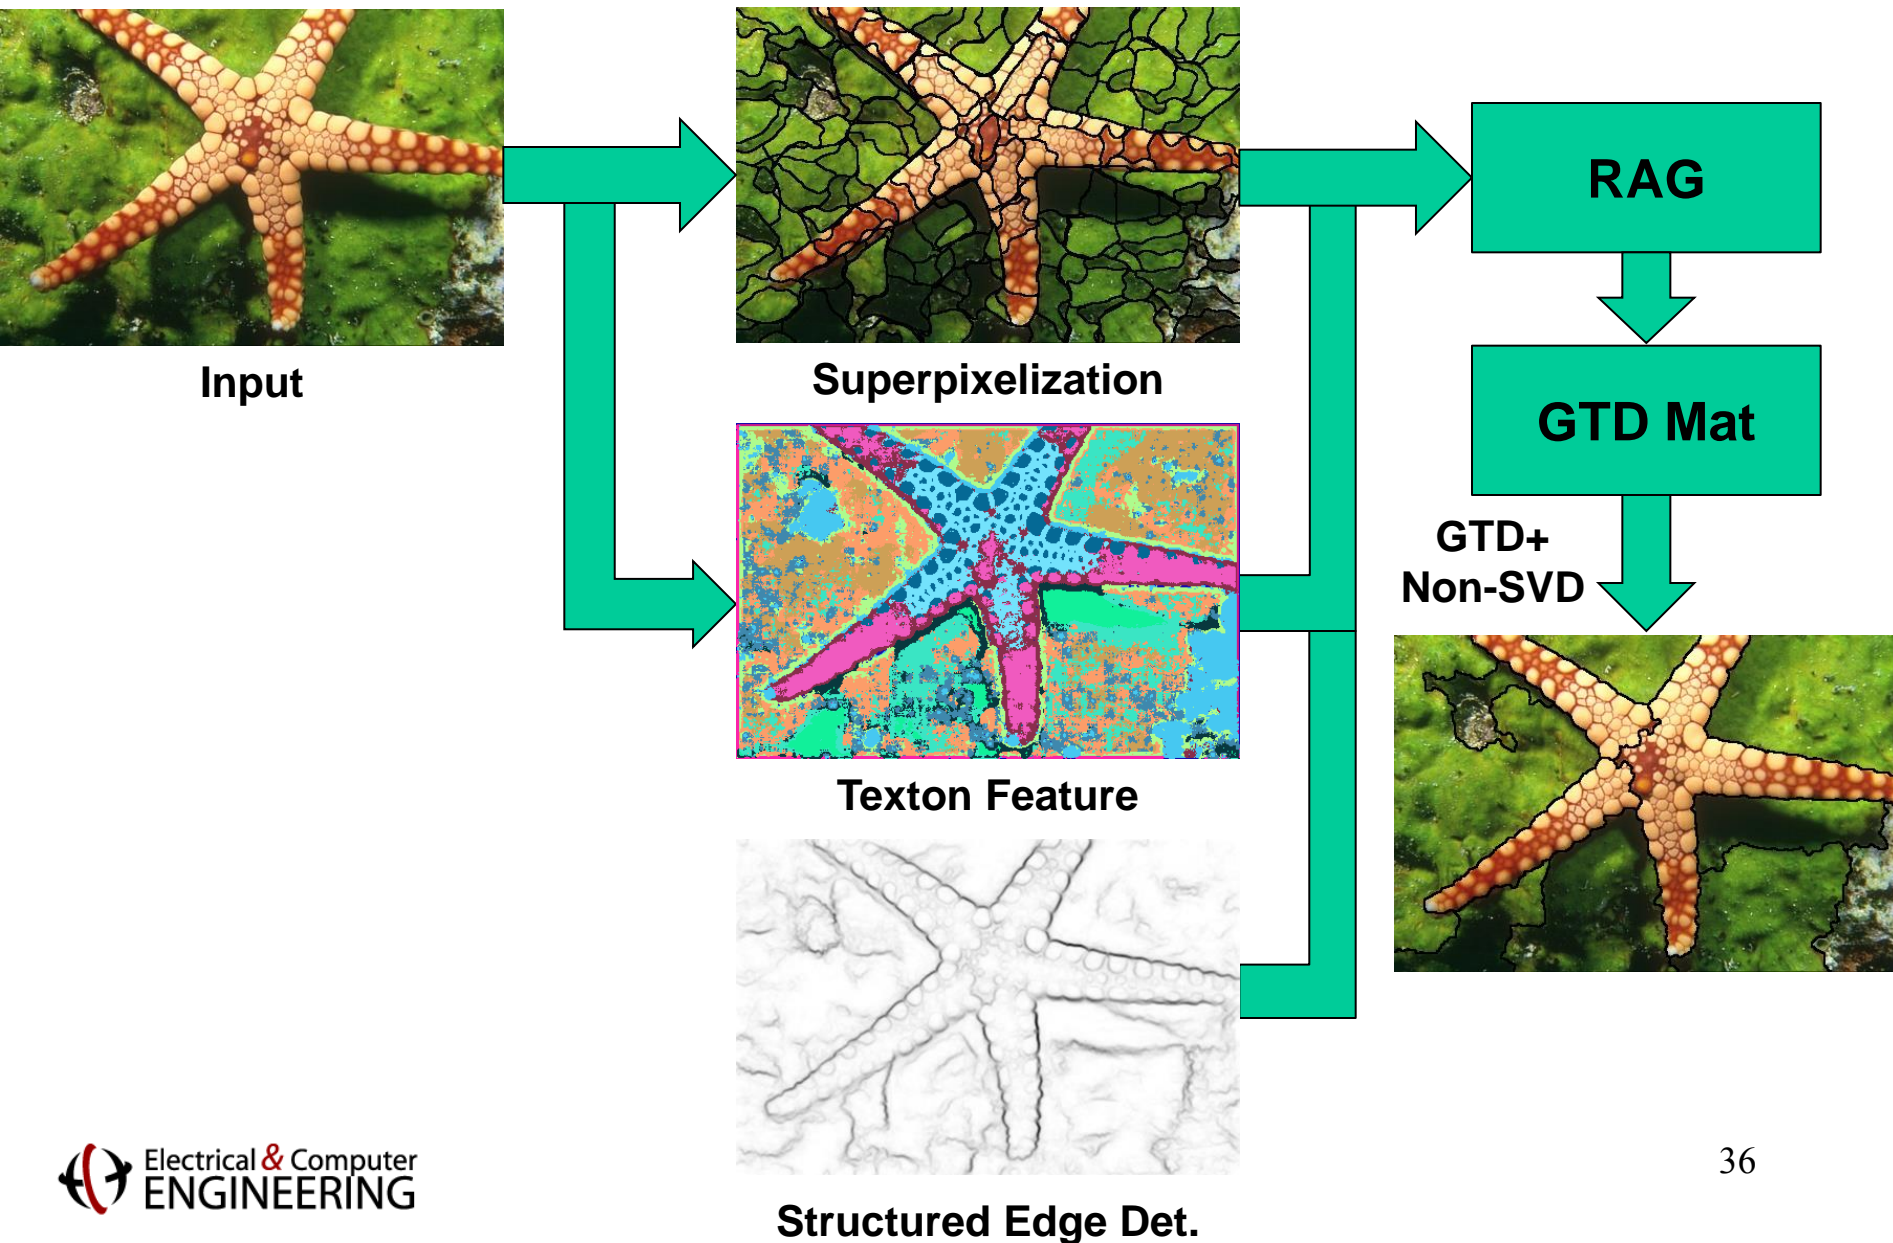 Input
Superpixelization
RAG
GTD Mat
GTD+
Non-SVD
Texton Feature
Structured Edge Det.
Electrical & Computer
ENGINEERING
36